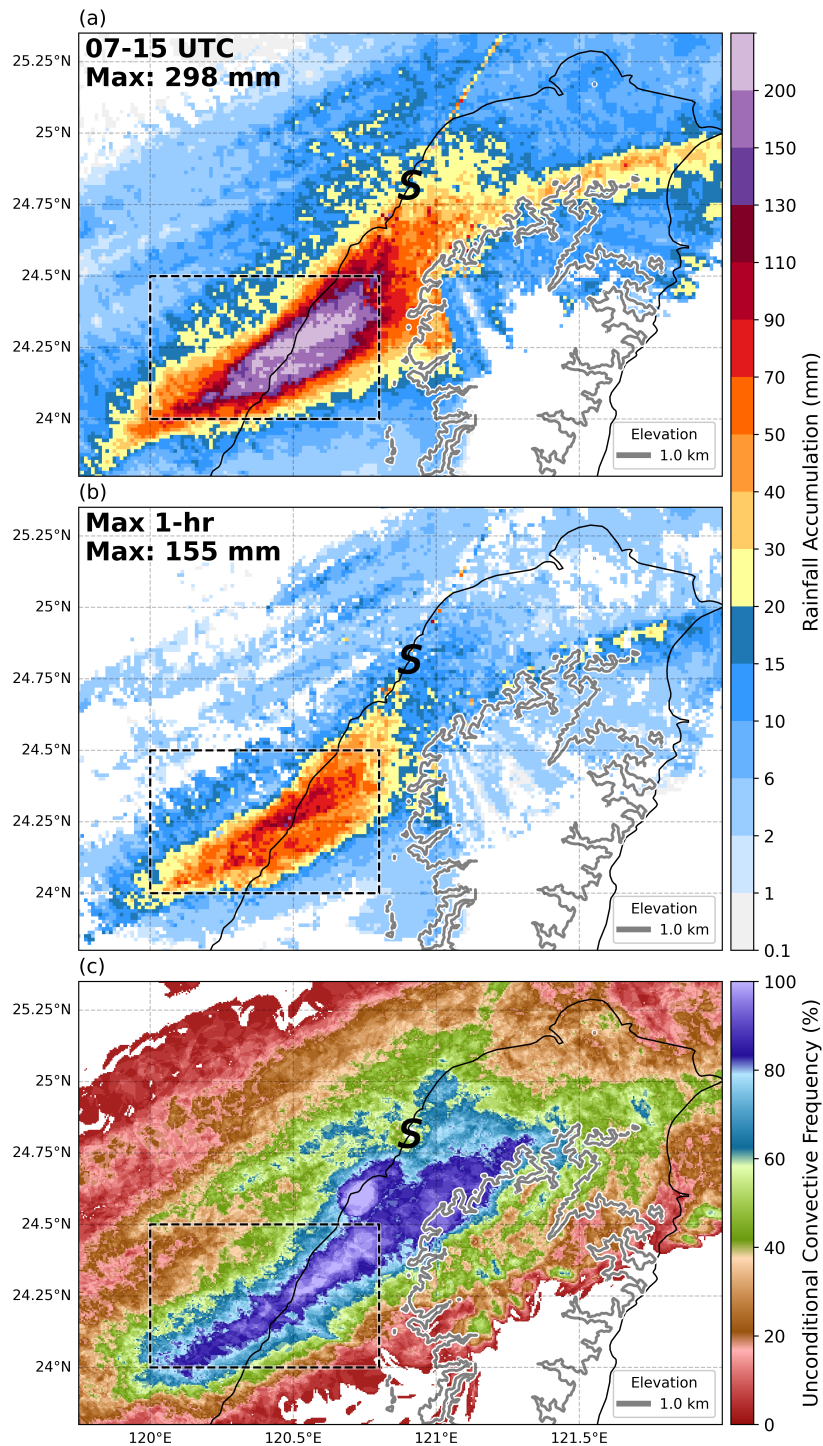 (a)
07-15 UTC
Max: 298 mm
25.25°N
25°N
24.75°N
24.5°N
24.25°N
24°N
S
Elevation
1.0 km
(b)
Max 1-hr
Max: 155 mm
25.25°N
25°N
24.75°N
24.5°N
24.25°N
24°N
S
Elevation
1.0 km
200
150
130
110
90
70
50
40
30
20
15
10
6
2
1
0.1
Rainfall Accumulation (mm)
(c)
25.25°N
25°N
24.75°N
24.5°N
24.25°N
24°N
S
Elevation
1.0 km
120°E
120.5°E
121°E
121.5°E
100
80
60
40
20
0
Unconditional Convective Frequency (%)